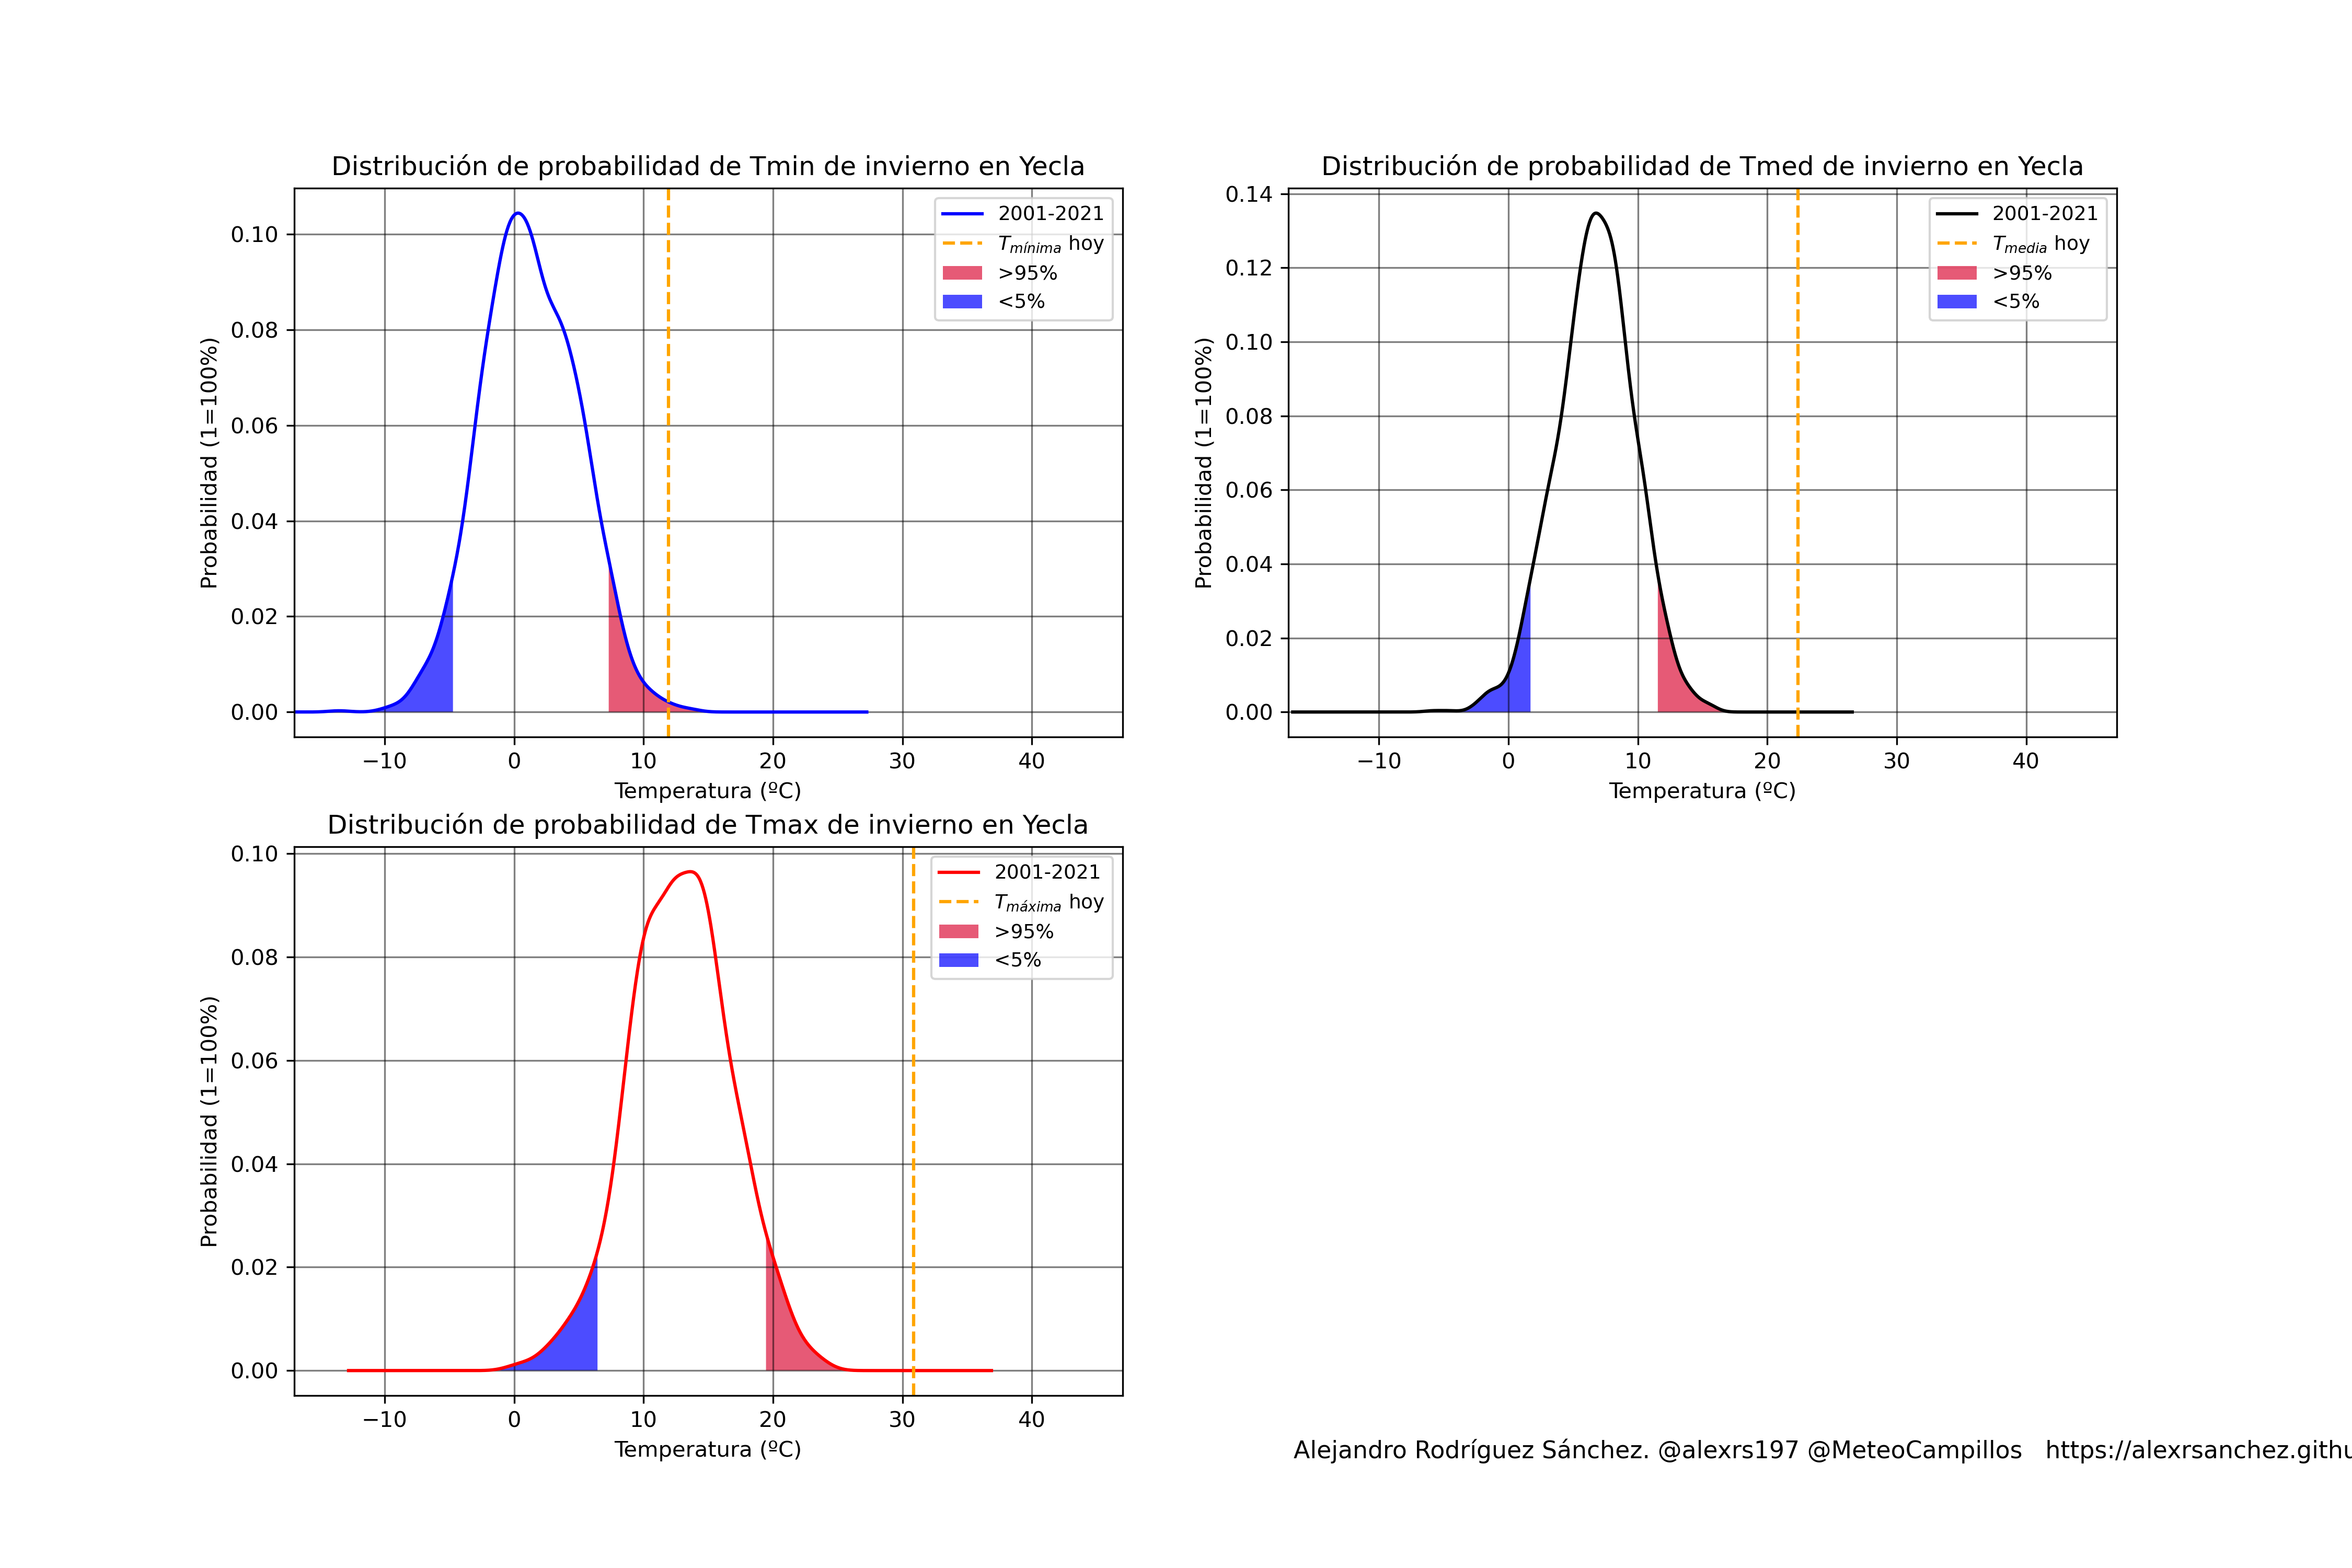 Distribución de probabilidad de Tmin de invierno en Yecla
Probabilidad (1=100%)
0.10
0.08
0.06
0.04
0.02
0.00
2001-2021
Tmínima hoy
>95%
<5%
−10 0 10 20 30 40
Temperatura (ºC)
Distribución de probabilidad de Tmed de invierno en Yecla
Probabilidad (1=100%)
0.14
0.12
0.10
0.08
0.06
0.04
0.02
0.00
2001-2021
Tmedia hoy
>95%
<5%
−10 0 10 20 30 40
Temperatura (ºC)
Distribución de probabilidad de Tmax de invierno en Yecla
Probabilidad (1=100%)
0.10
0.08
0.06
0.04
0.02
0.00
2001-2021
Tmáxima hoy
>95%
<5%
−10 0 10 20 30 40
Temperatura (ºC)
Alejandro Rodríguez Sánchez. @alexrs197 @MeteoCampillos https://alexrsanchez.githu